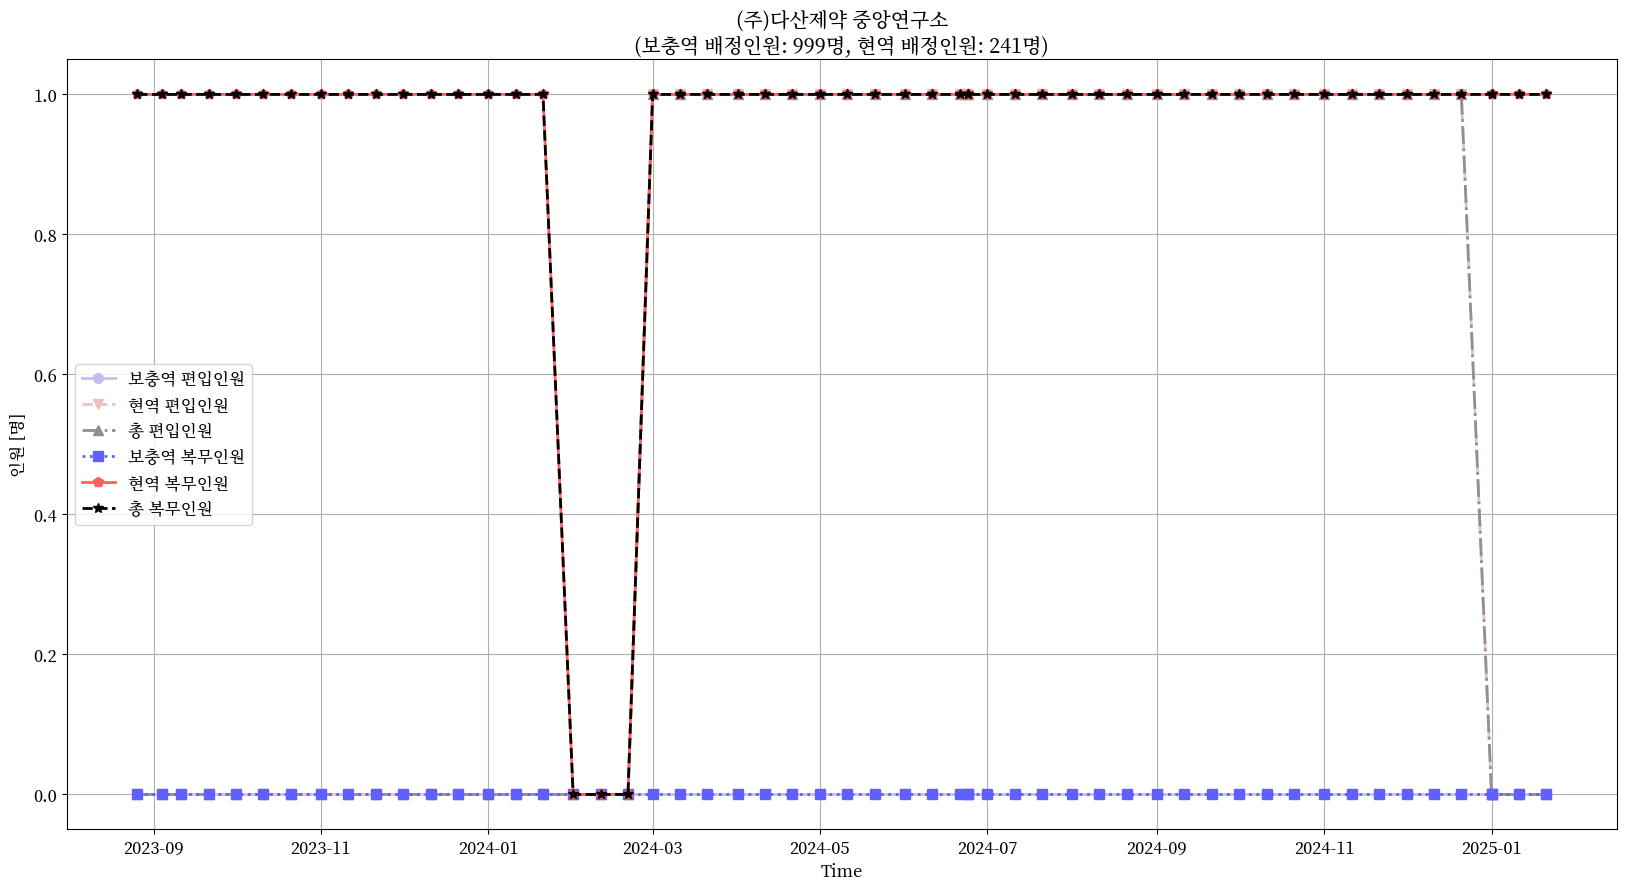 (주)다산제약 중앙연구소
(보충역 배정인원: 999명, 현역 배정인원: 241명)
1.0
0.8
0.6
0.4
0.2
0.0
인원 [명]
보충역 편입인원
현역 편입인원
총 편입인원
보충역 복무인원
현역 복무인원
총 복무인원
2023-09
2023-11
2024-01
2024-03
2024-05
2024-07
2024-09
2024-11
2025-01
Time